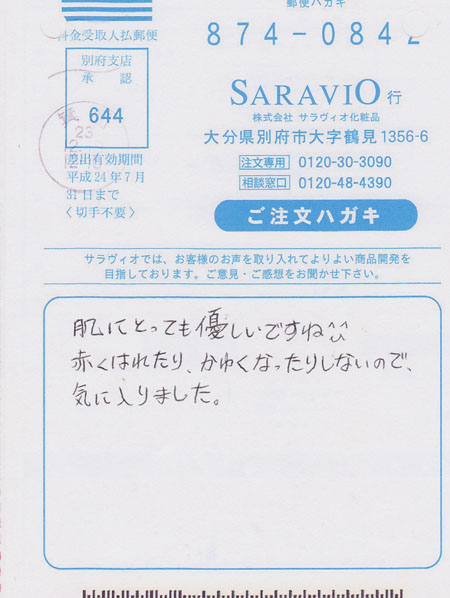 郵便ハガキ
料金受取人払郵便
874-0842
別府支店
承認
644
SARAVIO 行
株式会社 サラヴィオ化粧品
大分県別府市大字鶴見1356-6
差出有効期間
平成24年7月
31日まで
〈切手不要〉
注文専用 0120-30-3090
相談窓口 0120-48-4390
ご注文ハガキ
サラヴィオでは、お客様のお声を取り入れてよりよい商品開発を
目指しております。ご意見・ご感想をお聞かせ下さい。
肌にとっても優しいですね^^
赤くはれたり、かゆくなったりしないので、
気に入りました。